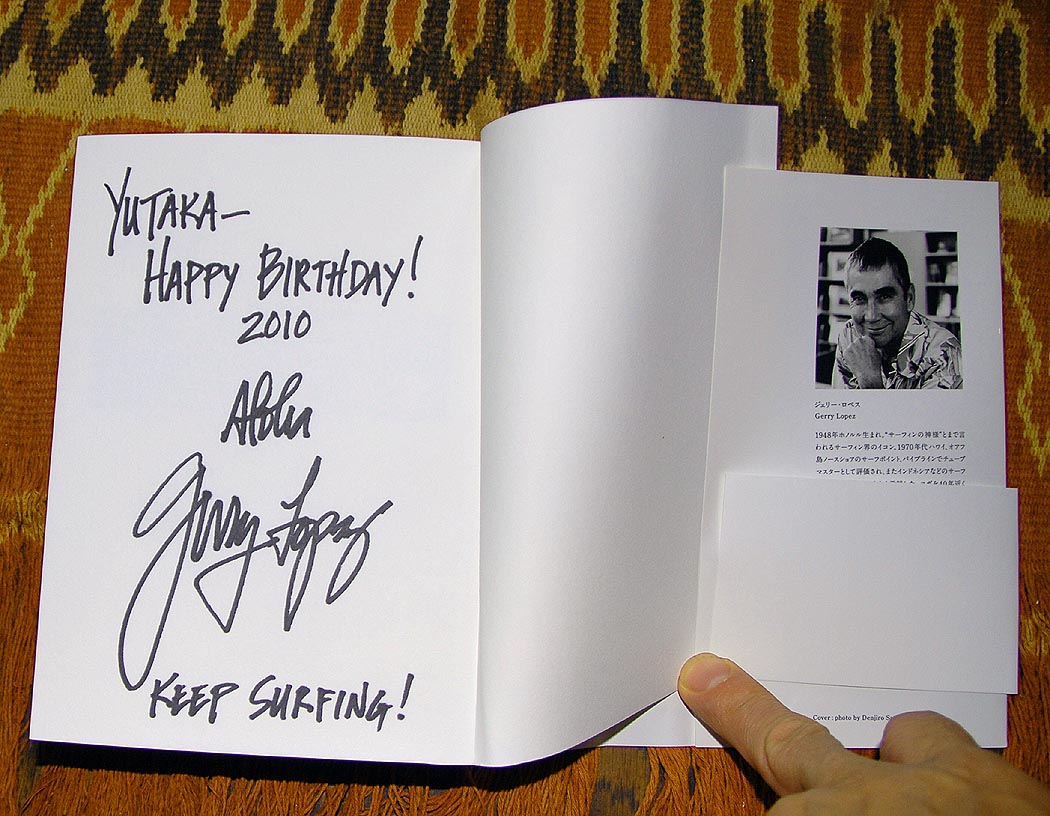 YUTAKA—
HAPPY BIRTHDAY!
2010
Aloha
Gerry Lopez
KEEP SURFING!
ジェリー・ロペス
Gerry Lopez
1948年ホノルル生まれ。“サーフィンの神様”とまで言
われるサーフィン界のイコン。1970年代ハワイ、オアフ
島ノースショアのサーフポイント、パイプラインでチューブ
マスターとして評価され、またインドネシアなどのサーフ
Cover : photo by Denjiro